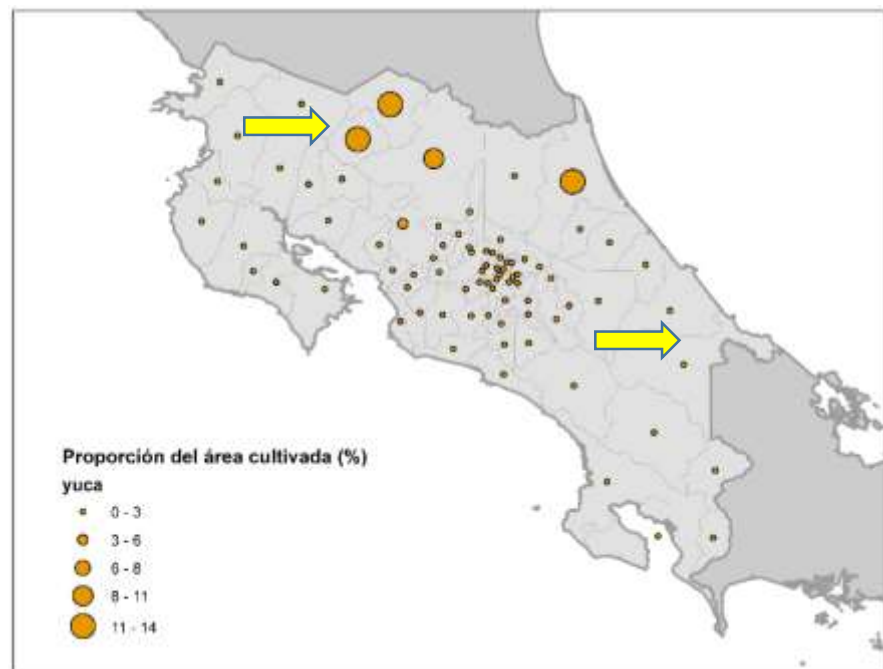 Proporción del área cultivada (%)
yuca
0 - 3
3 - 6
6 - 8
8 - 11
11 - 14